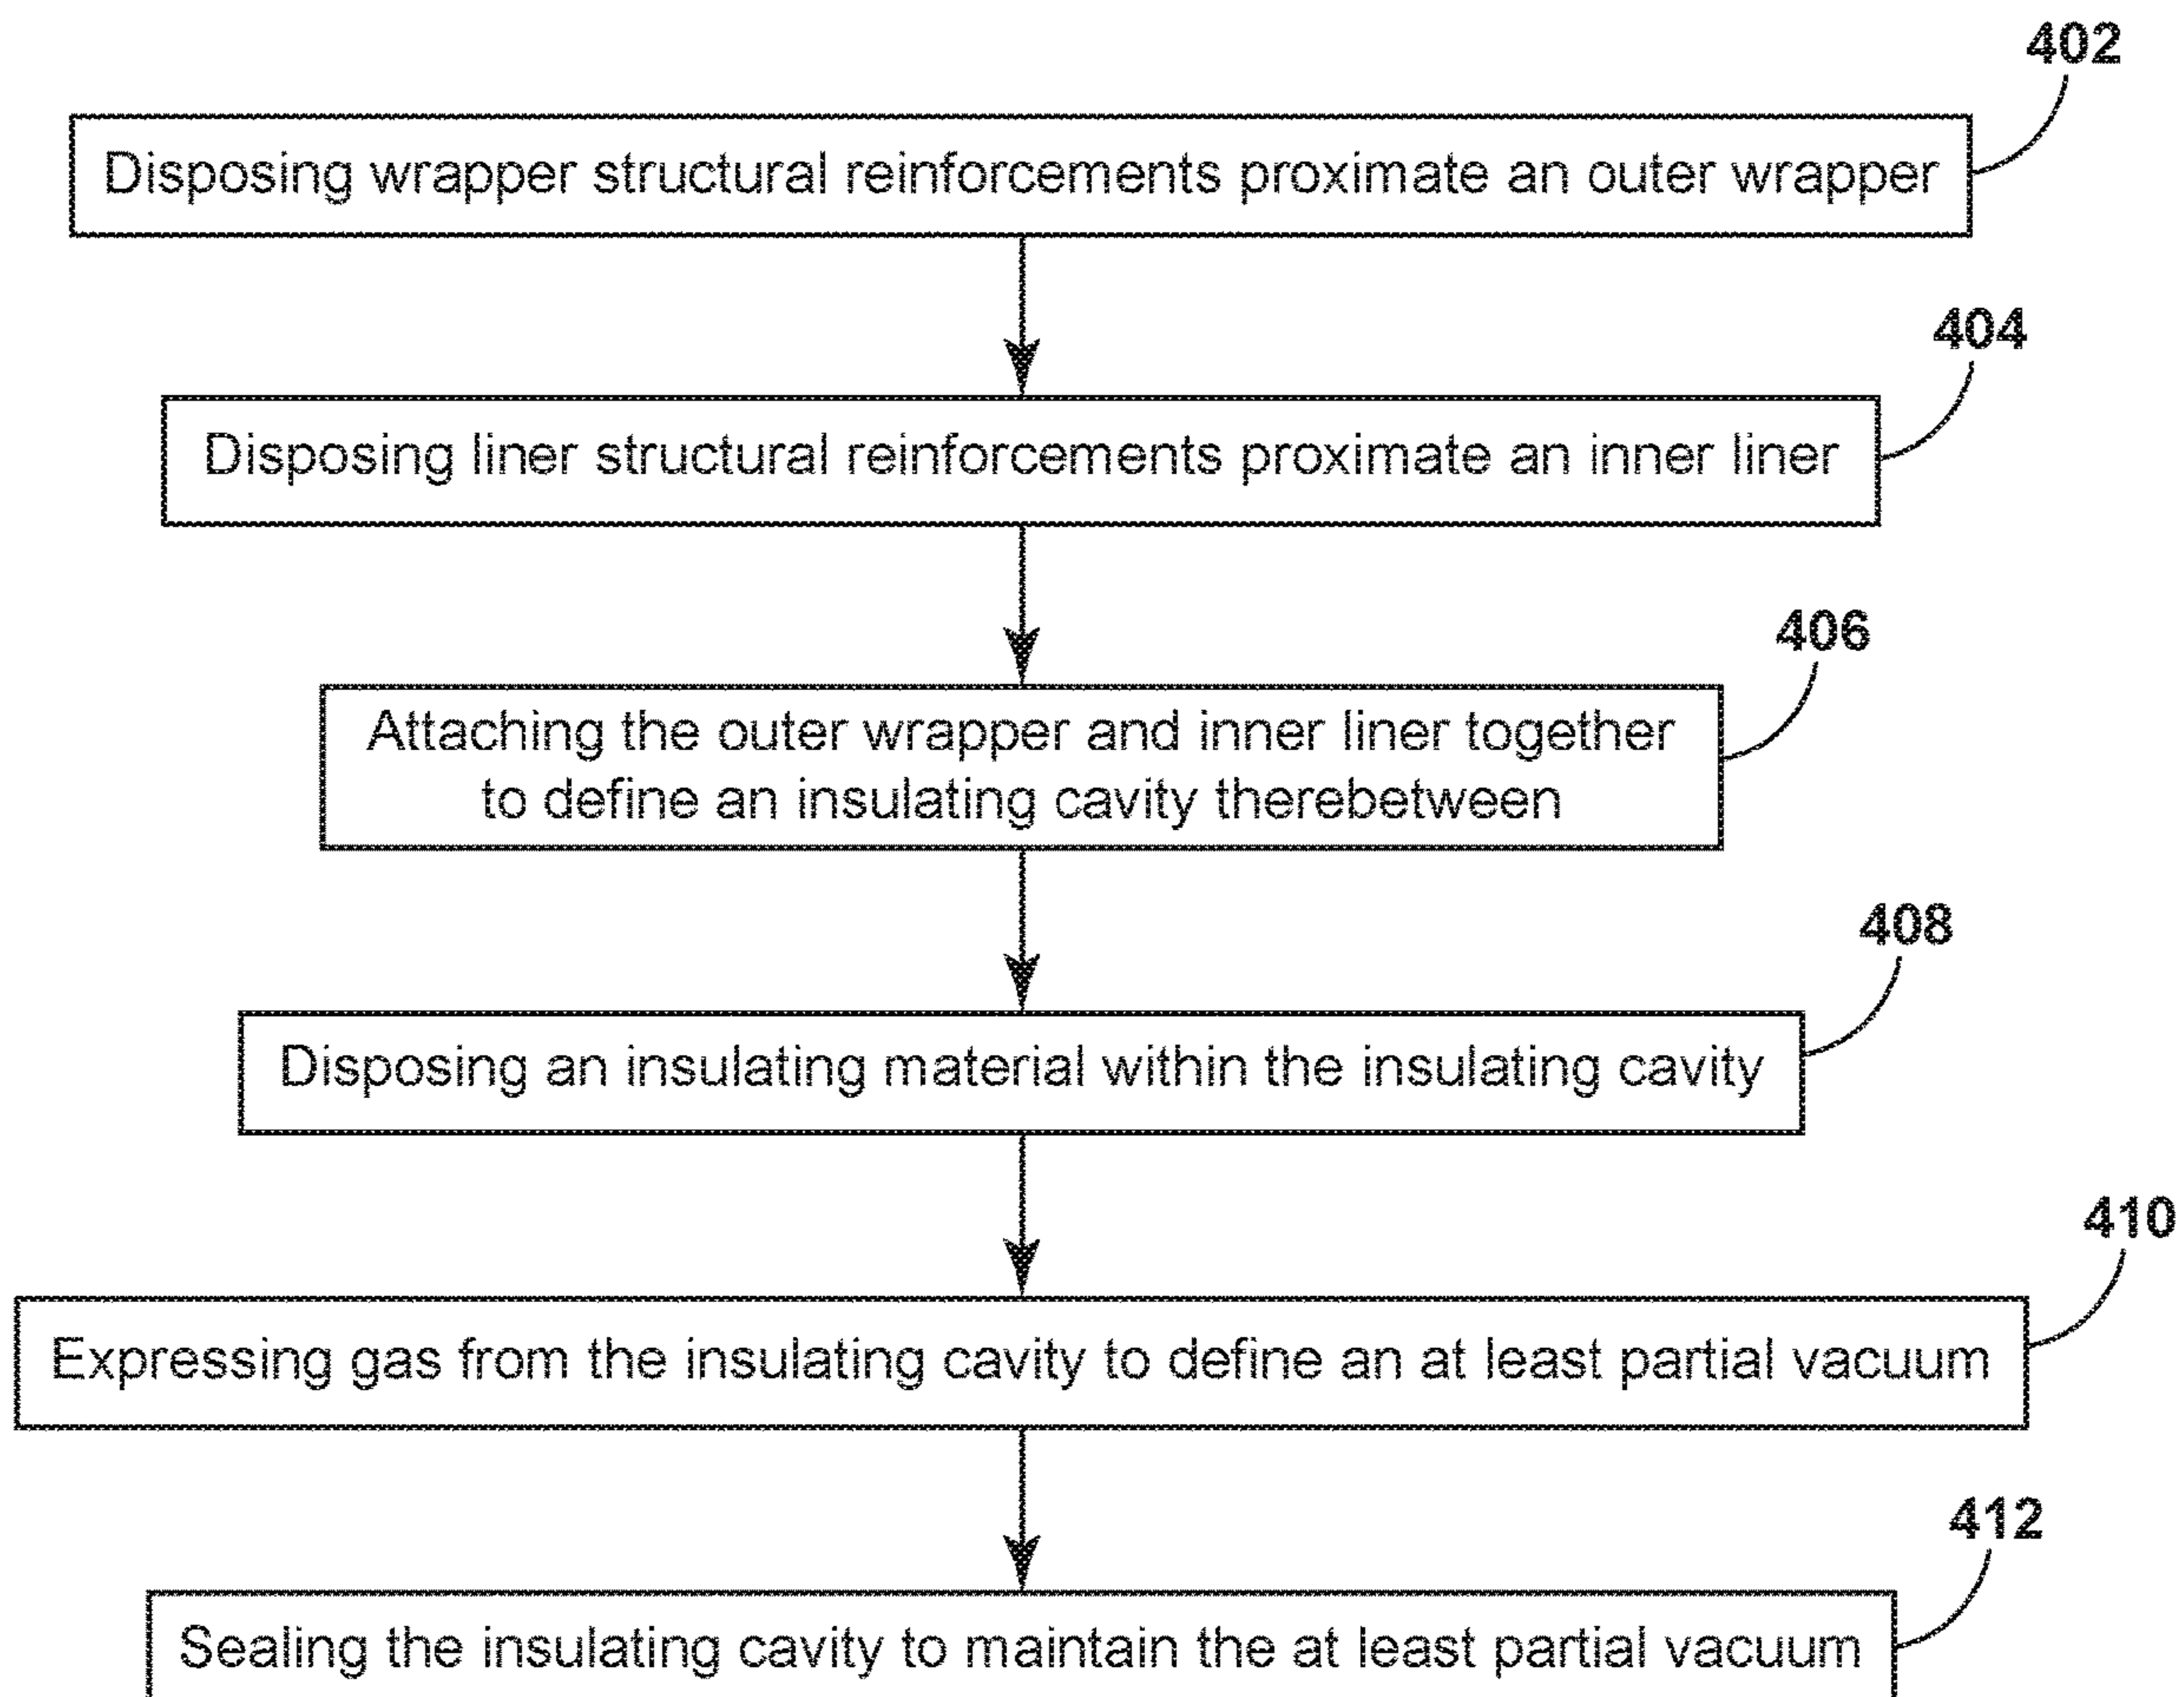 402
Disposing wrapper structural reinforcements proximate an outer wrapper
404
Disposing liner structural reinforcements proximate an inner liner
406
Attaching the outer wrapper and inner liner together
to define an insulating cavity therebetween
408
Disposing an insulating material within the insulating cavity
410
Expressing gas from the insulating cavity to define an at least partial vacuum
412
Sealing the insulating cavity to maintain the at least partial vacuum